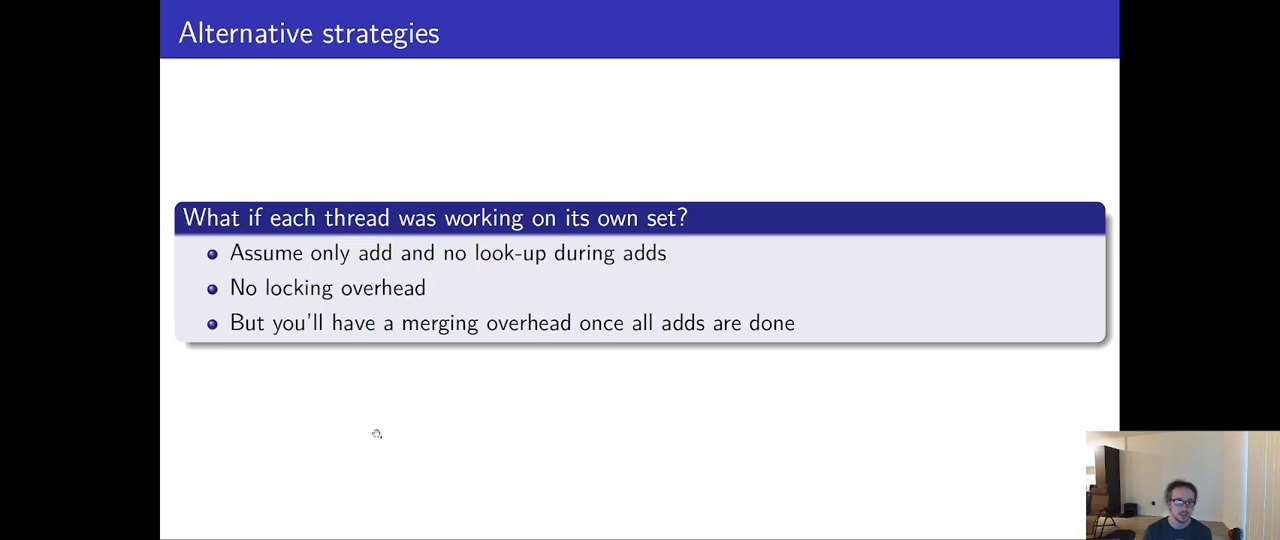 Alternative strategies
What if each thread was working on its own set?
Assume only add and no look-up during adds
No locking overhead
But you'll have a merging overhead once all adds are done